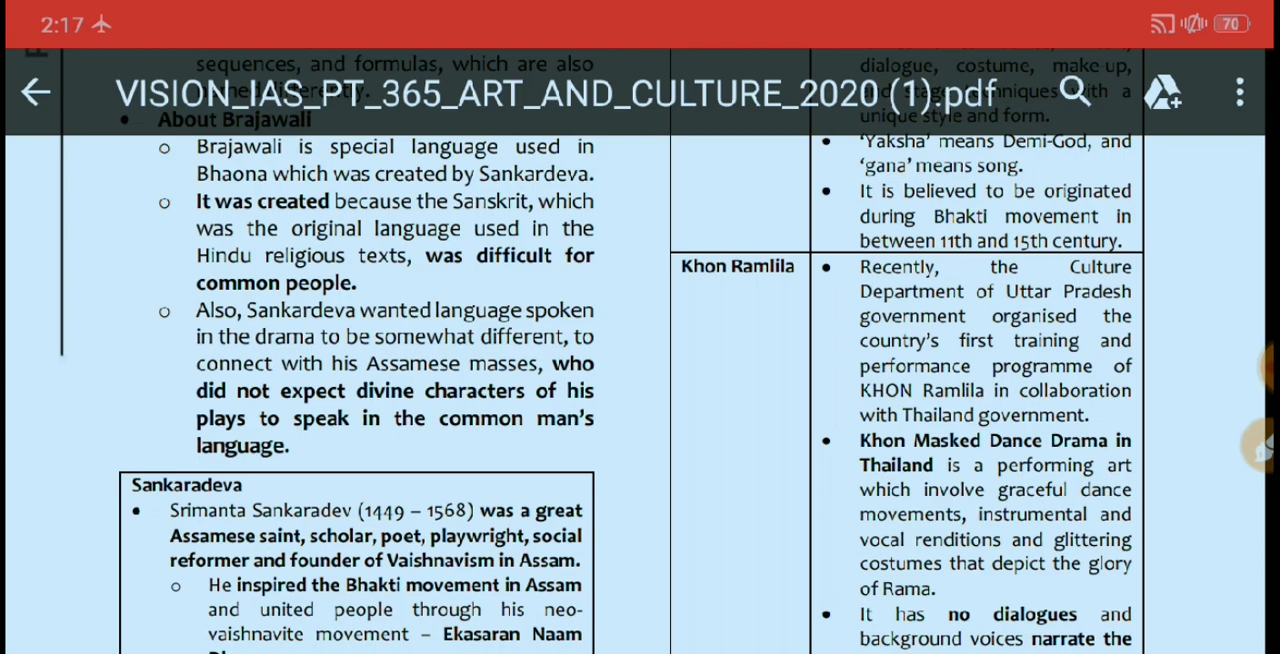 2:17
70
VISION_IAS_PT_365_ART_AND_CULTURE_2020 (1).pdf
sequences, and formulas, which are also
named differently.
• About Brajawali
o Brajawali is special language used in
Bhaona which was created by Sankardeva.
o It was created because the Sanskrit, which
was the original language used in the
Hindu religious texts, was difficult for
common people.
o Also, Sankardeva wanted language spoken
in the drama to be somewhat different, to
connect with his Assamese masses, who
did not expect divine characters of his
plays to speak in the common man's
language.
Sankaradeva
• Srimanta Sankaradev (1449 – 1568) was a great
Assamese saint, scholar, poet, playwright, social
reformer and founder of Vaishnavism in Assam.
o He inspired the Bhakti movement in Assam
and united people through his neo-
vaishnavite movement – Ekasaran Naam
dialogue, costume, make-up,
and stage techniques with a
unique style and form.
• 'Yaksha' means Demi-God, and
'gana' means song.
• It is believed to be originated
during Bhakti movement in
between 11th and 15th century.
Khon Ramlila
• Recently, the Culture
Department of Uttar Pradesh
government organised the
country's first training and
performance programme of
KHON Ramlila in collaboration
with Thailand government.
• Khon Masked Dance Drama in
Thailand is a performing art
which involve graceful dance
movements, instrumental and
vocal renditions and glittering
costumes that depict the glory
of Rama.
• It has no dialogues and
background voices narrate the